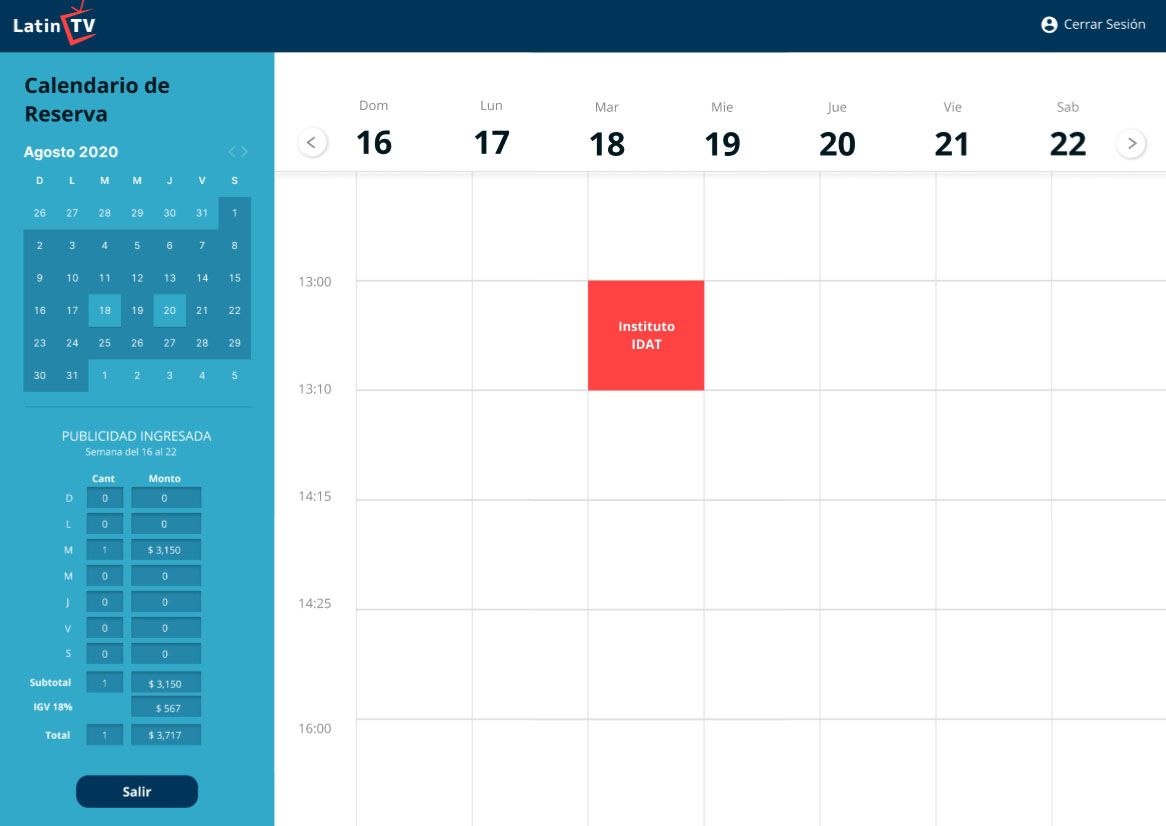 Latin TV
Cerrar Sesión
Calendario de
Reserva
Agosto 2020
D L M M J V S
26 27 28 29 30 31 1
2 3 4 5 6 7 8
9 10 11 12 13 14 15
16 17 18 19 20 21 22
23 24 25 26 27 28 29
30 31 1 2 3 4 5
PUBLICIDAD INGRESADA
Semana del 16 al 22
Cant Monto
D 0 0
L 0 0
M 1 $ 3,150
M 0 0
J 0 0
V 0 0
S 0 0
Subtotal 1 $ 3,150
IGV 18% $ 567
Total 1 $ 3,717
Salir
Dom Lun Mar Mie Jue Vie Sab
16 17 18 19 20 21 22
13:00
Instituto
IDAT
13:10
14:15
14:25
16:00